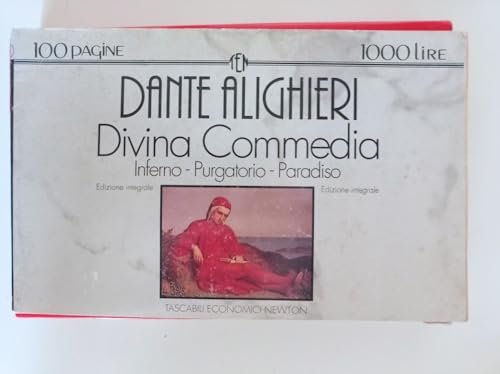 100 PAGINE
TEN
1000 LIRE
DANTE ALIGHIERI
Divina Commedia
Inferno - Purgatorio - Paradiso
Edizione integrale
Edizione integrale
TASCABILI ECONOMICI NEWTON